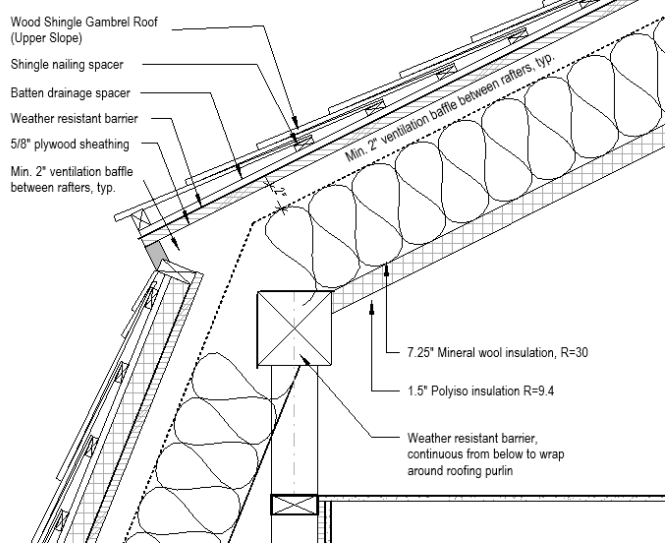 Wood Shingle Gambrel Roof
(Upper Slope)
Shingle nailing spacer
Batten drainage spacer
Weather resistant barrier
5/8" plywood sheathing
Min. 2" ventilation baffle
between rafters, typ.
Min. 2" ventilation baffle between rafters, typ.
2"
7.25" Mineral wool insulation, R=30
1.5" Polyiso insulation R=9.4
Weather resistant barrier,
continuous from below to wrap
around roofing purlin